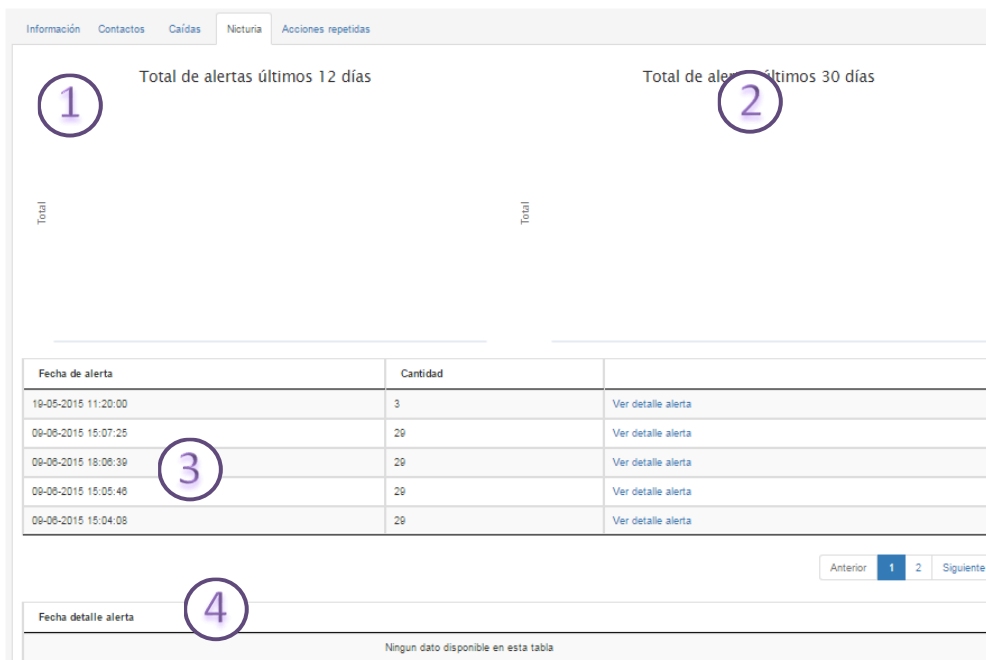 Información Contactos Caídas Nicturia Acciones repetidas
Total de alertas últimos 12 días
1
Total de alertas últimos 30 días
2
Total
Total
Fecha de alerta Cantidad
19-05-2015 11:20:00 3 Ver detalle alerta
09-06-2015 15:07:25 29 Ver detalle alerta
09-06-2015 18:06:39 29 Ver detalle alerta
3
09-06-2015 15:05:46 29 Ver detalle alerta
09-06-2015 15:04:08 29 Ver detalle alerta
Anterior 1 2 Siguiente
4
Fecha detalle alerta
Ningun dato disponible en esta tabla